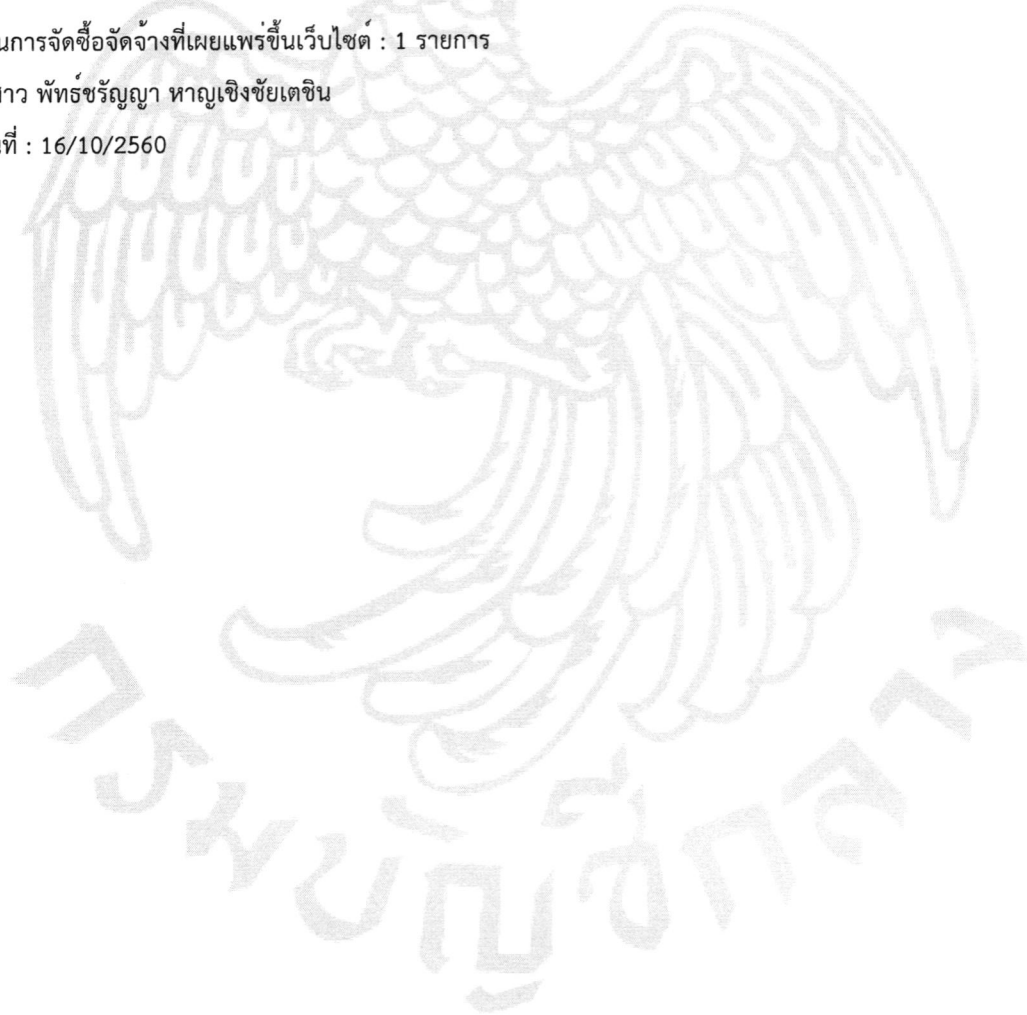 นการจัดซื้อจัดจ้างที่เผยแพร่ขึ้นเว็บไซต์ : 1 รายการ
าว พัทธ์ชรัญญา หาญเชิงชัยเตชิน
ที่ : 16/10/2560
กรมบัญชีกลาง